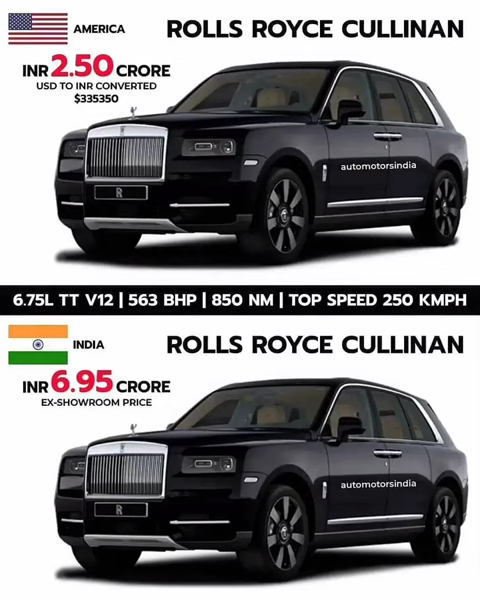 AMERICA
ROLLS ROYCE CULLINAN
INR 2.50 CRORE
USD TO INR CONVERTED
$335350
automotorsindia
R
6.75L TT V12 | 563 BHP | 850 NM | TOP SPEED 250 KMPH
INDIA
ROLLS ROYCE CULLINAN
INR 6.95 CRORE
EX-SHOWROOM PRICE
automotorsindia
R